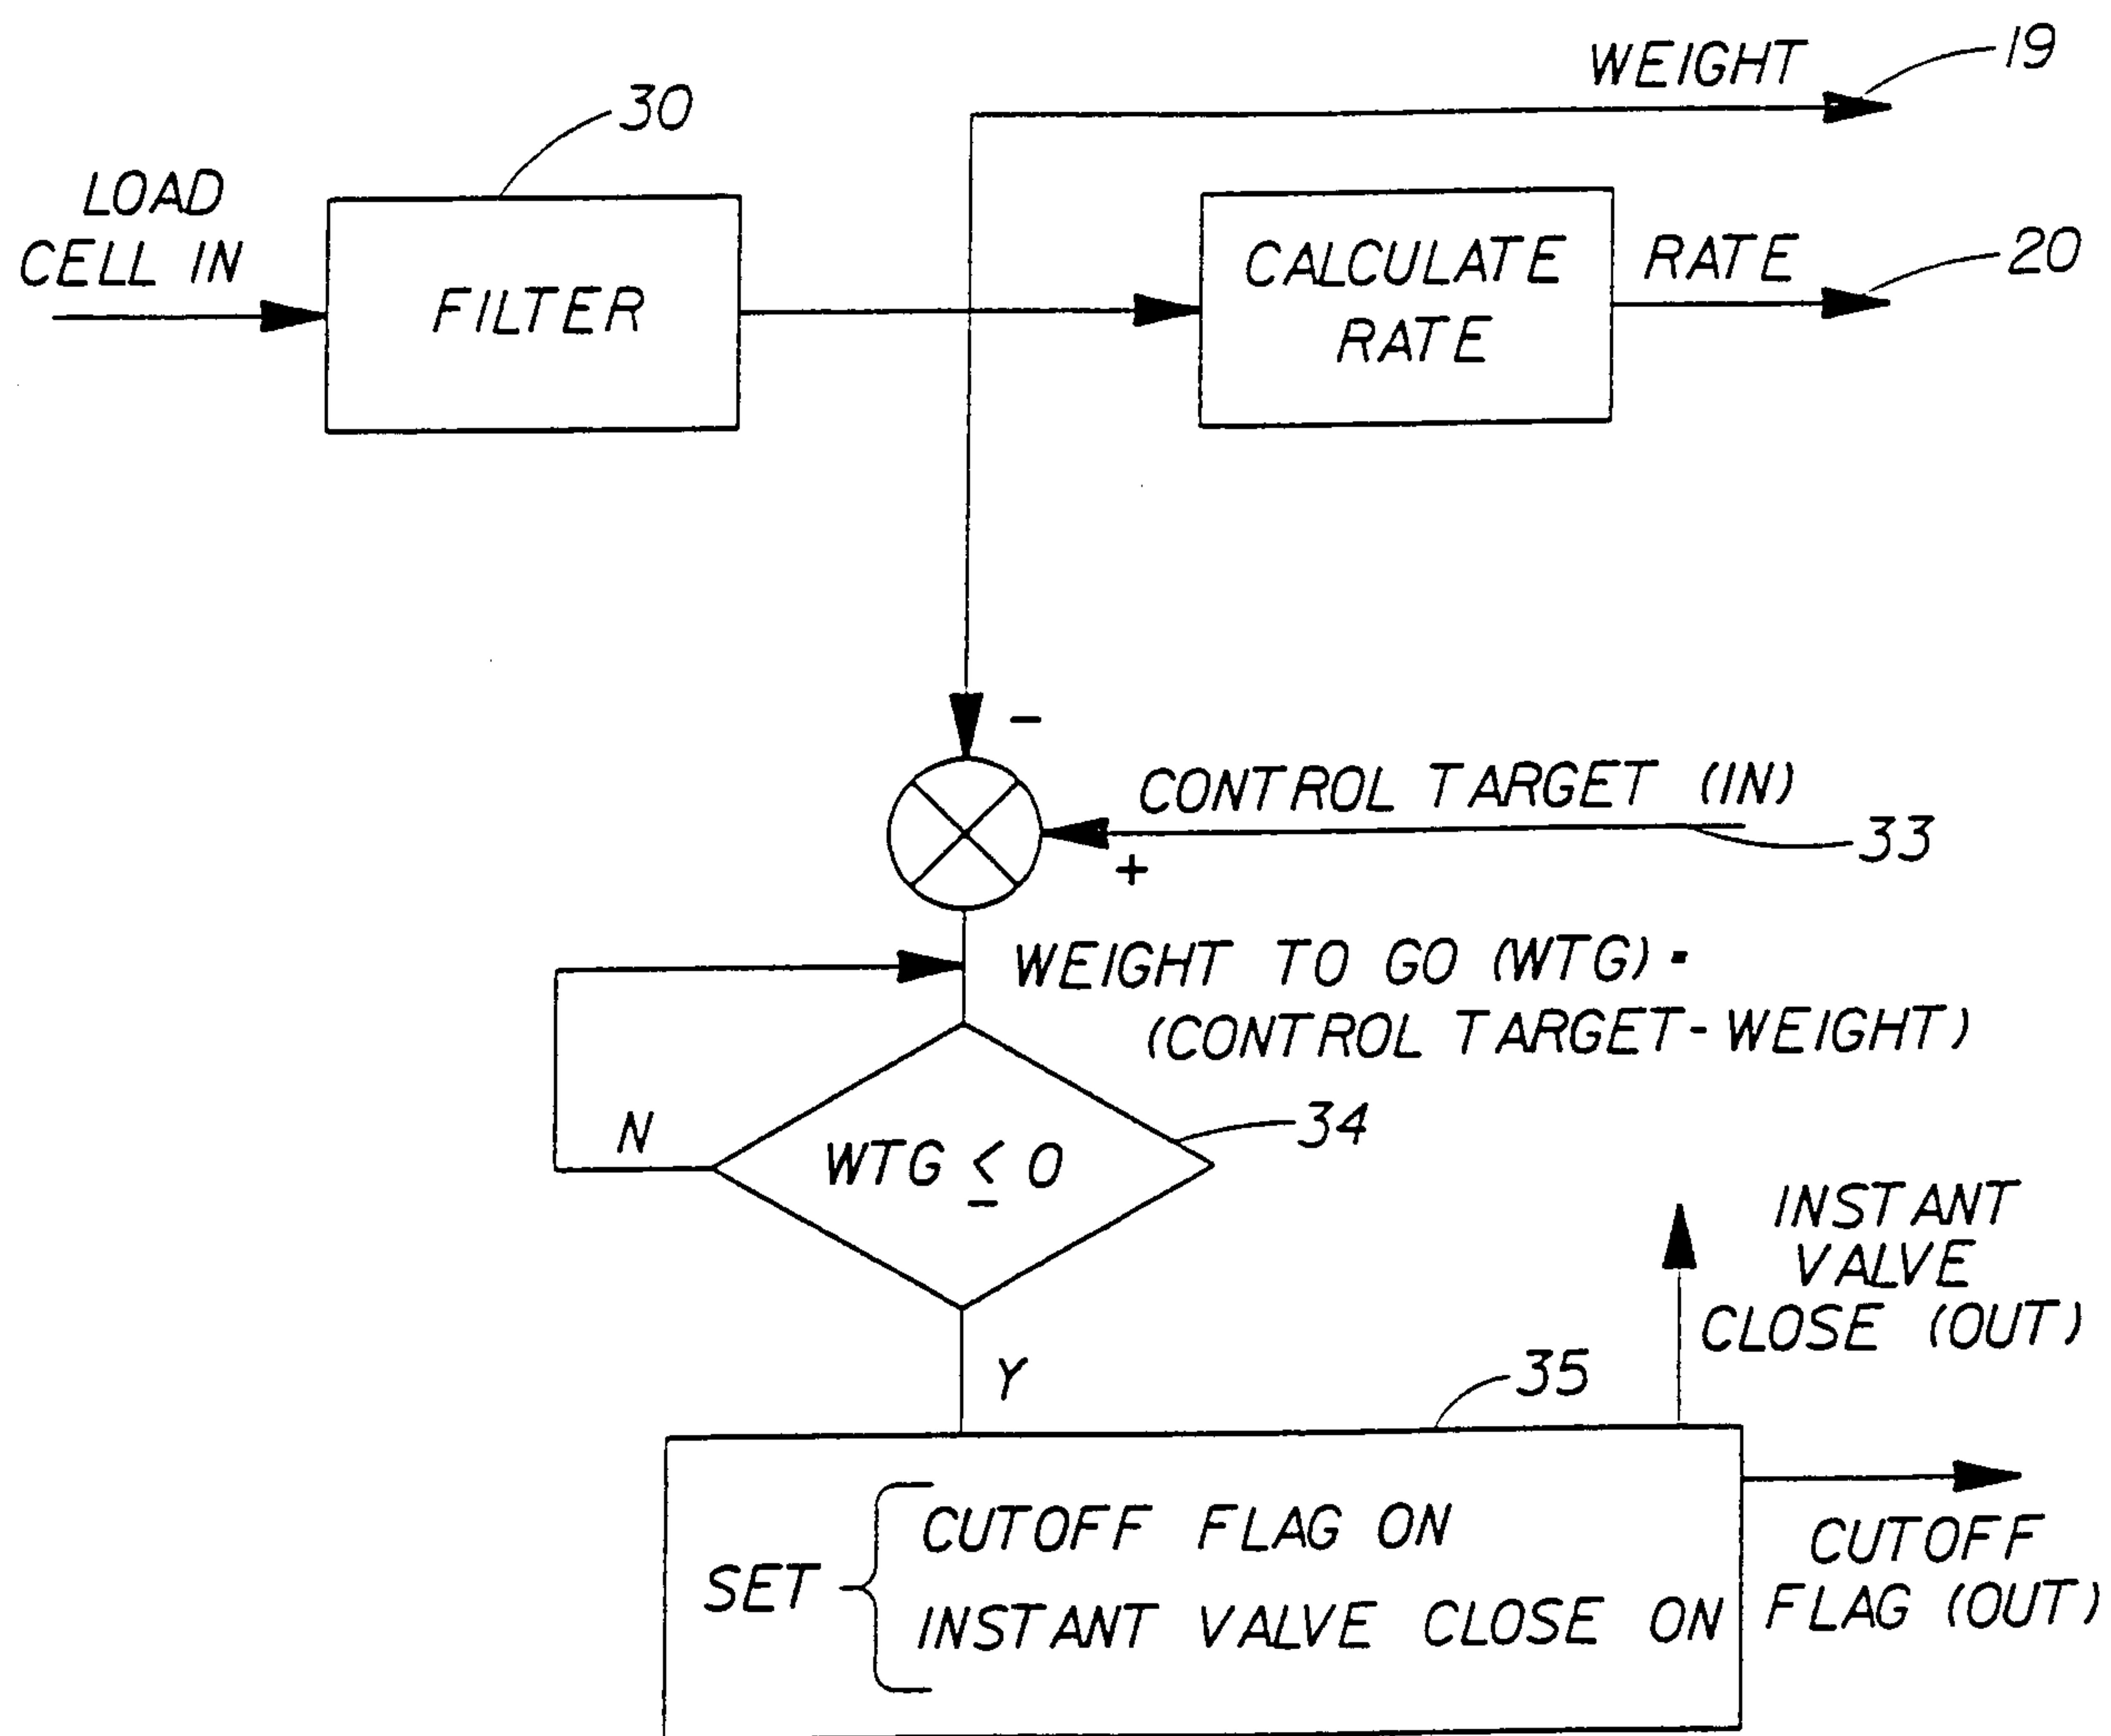 WEIGHT
19
30
LOAD
CELL IN
FILTER
CALCULATE
RATE
RATE
20
-
CONTROL TARGET (IN)
33
+
WEIGHT TO GO (WTG) =
(CONTROL TARGET-WEIGHT)
N
WTG ≤ 0
34
INSTANT
VALVE
CLOSE (OUT)
Y
35
SET
CUTOFF FLAG ON
INSTANT VALVE CLOSE ON
CUTOFF
FLAG (OUT)